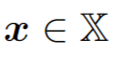 𝒙 ∈ 𝕏